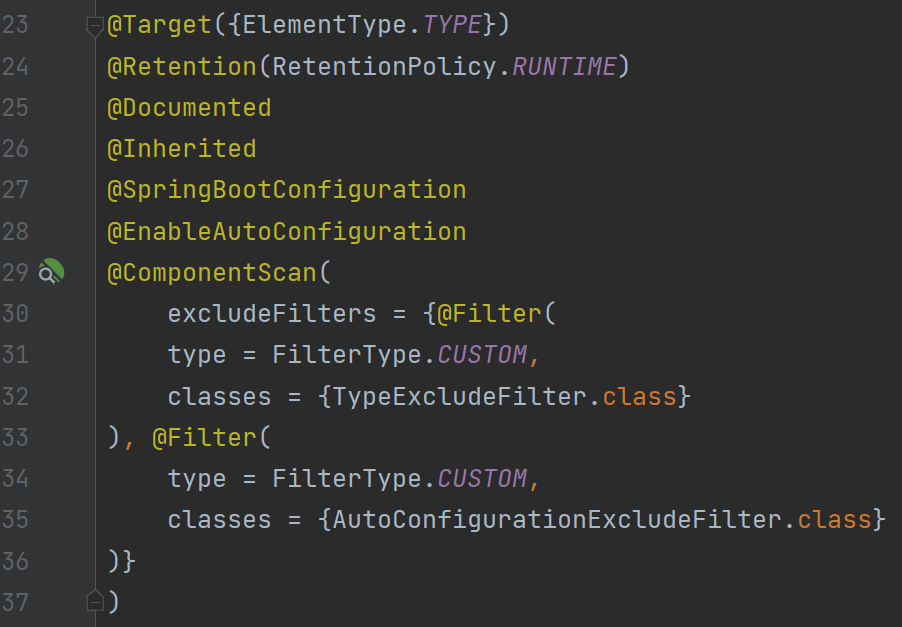 23 @Target({ElementType.TYPE})
24 @Retention(RetentionPolicy.RUNTIME)
25 @Documented
26 @Inherited
27 @SpringBootConfiguration
28 @EnableAutoConfiguration
29 @ComponentScan(
30     excludeFilters = {@Filter(
31     type = FilterType.CUSTOM,
32     classes = {TypeExcludeFilter.class}
33 ), @Filter(
34     type = FilterType.CUSTOM,
35     classes = {AutoConfigurationExcludeFilter.class}
36 )}
37 )